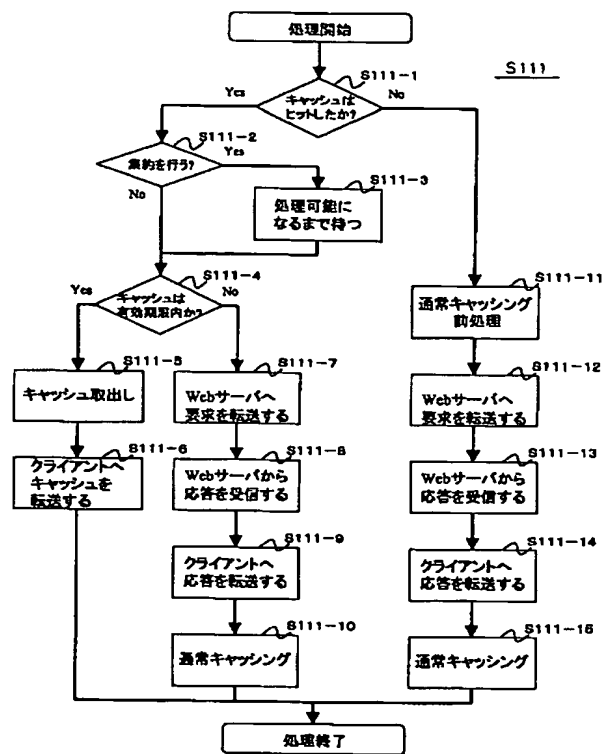 処理開始
S111
S111-1
Yes
キャッシュは
ヒットしたか?
No
S111-2
集約を行う?
Yes
No
S111-3
処理可能に
なるまで待つ
S111-4
Yes
キャッシュは
有効期限内か?
No
S111-11
通常キャッシング
前処理
S111-5
キャッシュ取出し
S111-7
Webサーバへ
要求を転送する
S111-12
Webサーバへ
要求を転送する
S111-6
クライアントへ
キャッシュを
転送する
S111-8
Webサーバから
応答を受信する
S111-13
Webサーバから
応答を受信する
S111-9
クライアントへ
応答を転送する
S111-14
クライアントへ
応答を転送する
S111-10
通常キャッシング
S111-15
通常キャッシング
処理終了